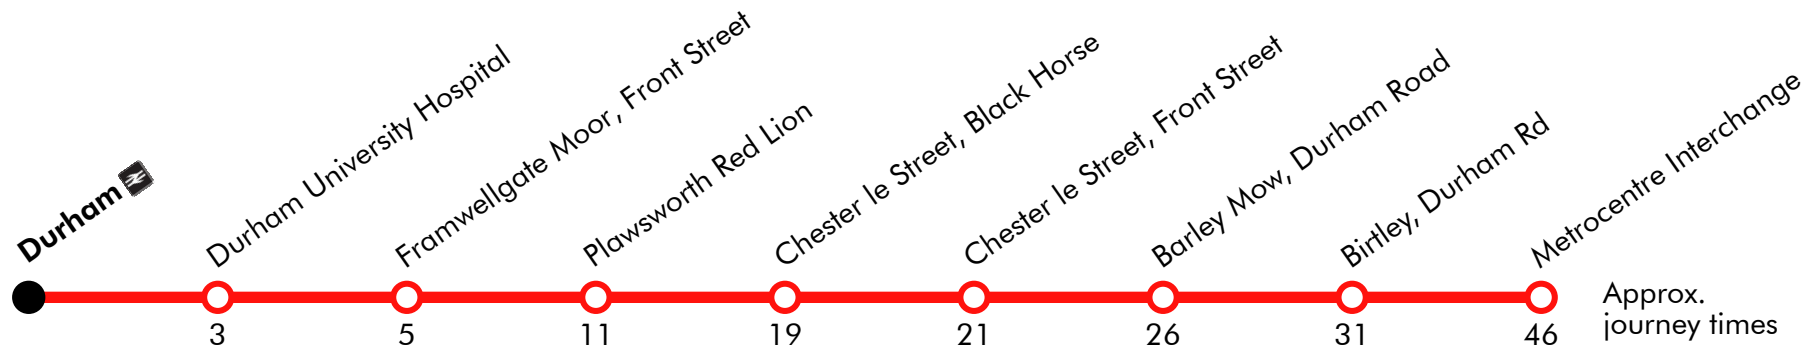 Durham
Durham University Hospital
Framwellgate Moor, Front Street
Plawsworth Red Lion
Chester le Street, Black Horse
Chester le Street, Front Street
Barley Mow, Durham Road
Birtley, Durham Rd
Metrocentre Interchange
3
5
11
19
21
26
31
46
Approx.
journey times